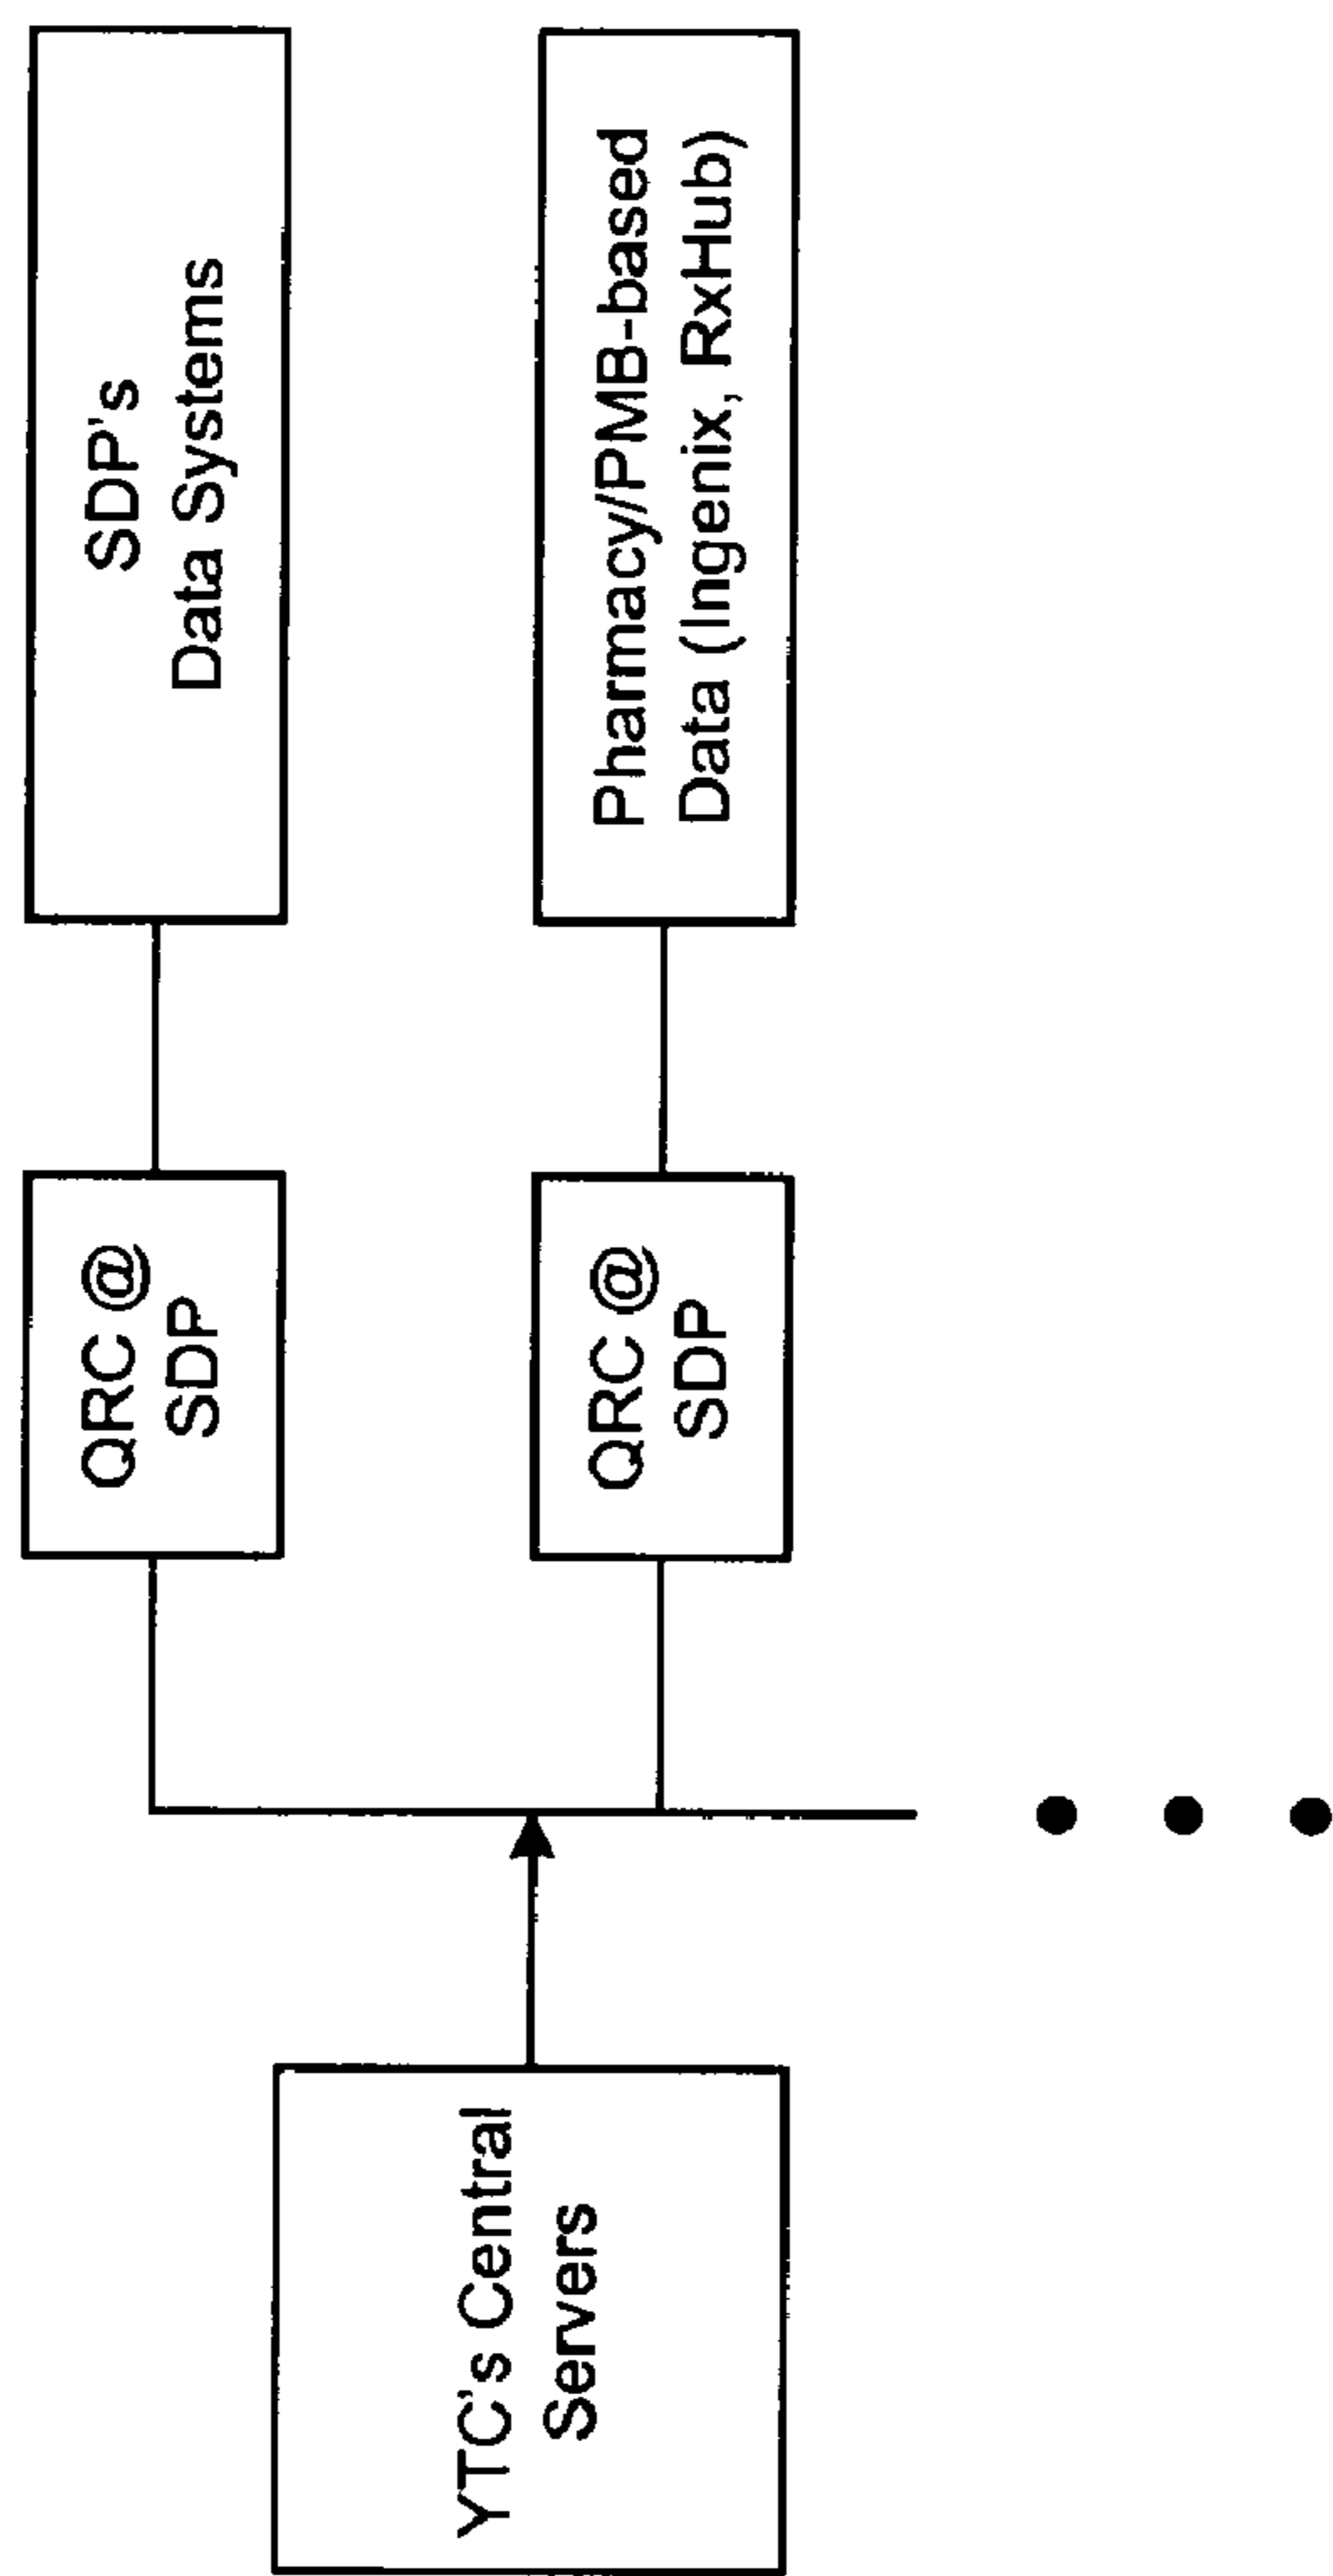 YTC's Central
Servers
QRC @
SDP
SDP's
Data Systems
QRC @
SDP
Pharmacy/PMB-based
Data (Ingenix, RxHub)